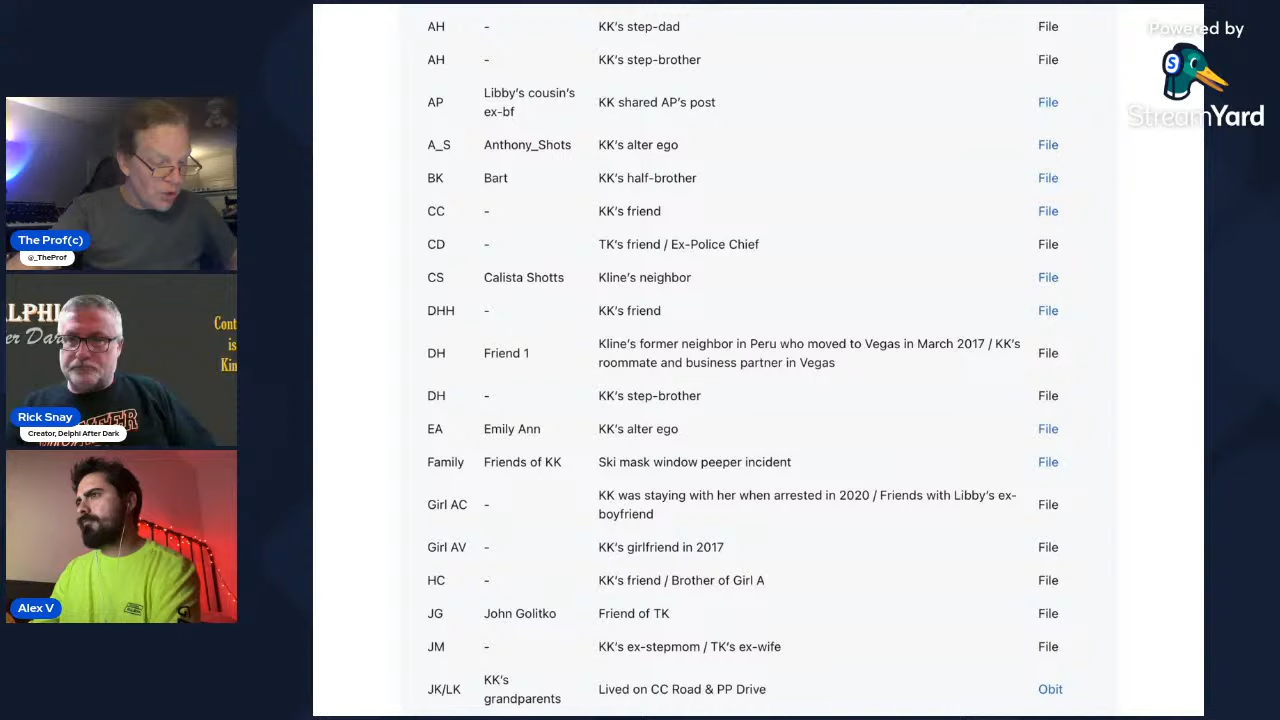 AH - KK's step-dad File
AH - KK's step-brother File
AP Libby's cousin's ex-bf KK shared AP's post File
A_S Anthony_Shots KK's alter ego File
BK Bart KK's half-brother File
CC - KK's friend File
CD - TK's friend / Ex-Police Chief File
CS Calista Shotts Kline's neighbor File
DHH - KK's friend File
DH Friend 1 Kline's former neighbor in Peru who moved to Vegas in March 2017 / KK's
roommate and business partner in Vegas File
DH - KK's step-brother File
EA Emily Ann KK's alter ego File
Family Friends of KK Ski mask window peeper incident File
Girl AC - KK was staying with her when arrested in 2020 / Friends with Libby's ex-
boyfriend File
Girl AV - KK's girlfriend in 2017 File
HC - KK's friend / Brother of Girl A File
JG John Golitko Friend of TK File
JM - KK's ex-stepmom / TK's ex-wife File
JK/LK KK's grandparents Lived on CC Road & PP Drive Obit
Powered by
S
StreamYard
The Prof(c)
@_TheProf
Cont
is
Kin
Rick Snay
Creator, Delphi After Dark
Alex V